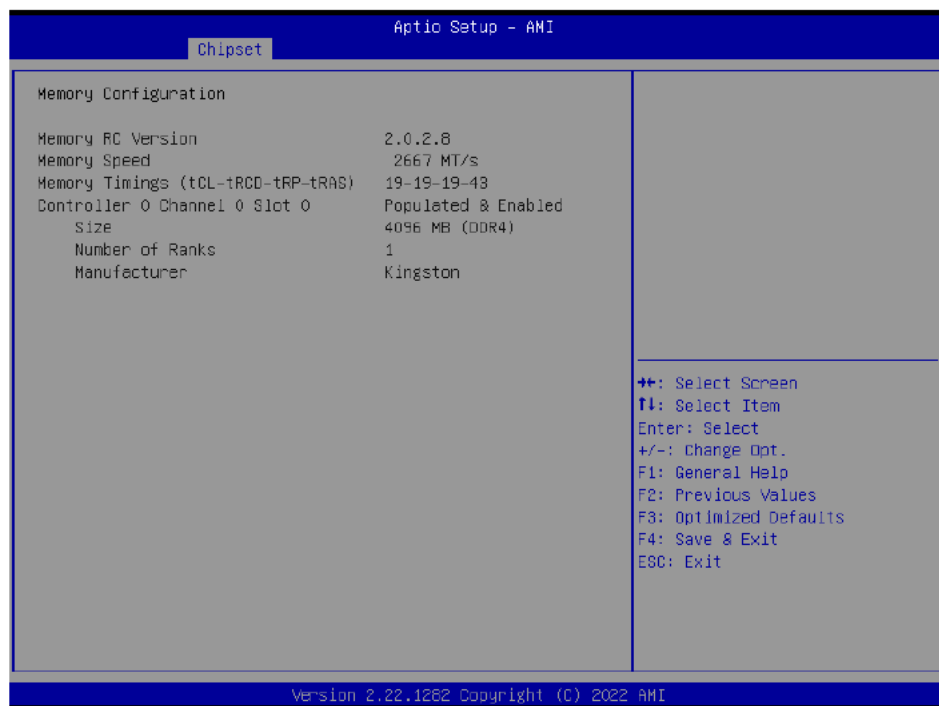 Aptio Setup - AMI
Chipset
Memory Configuration
Memory RC Version 2.0.2.8
Memory Speed 2667 MT/s
Memory Timings (tCL-tRCD-tRP-tRAS) 19-19-19-43
Controller 0 Channel 0 Slot 0 Populated & Enabled
Size 4096 MB (DDR4)
Number of Ranks 1
Manufacturer Kingston
→←: Select Screen
↑↓: Select Item
Enter: Select
+/-: Change Opt.
F1: General Help
F2: Previous Values
F3: Optimized Defaults
F4: Save & Exit
ESC: Exit
Version 2.22.1282 Copyright (C) 2022 AMI